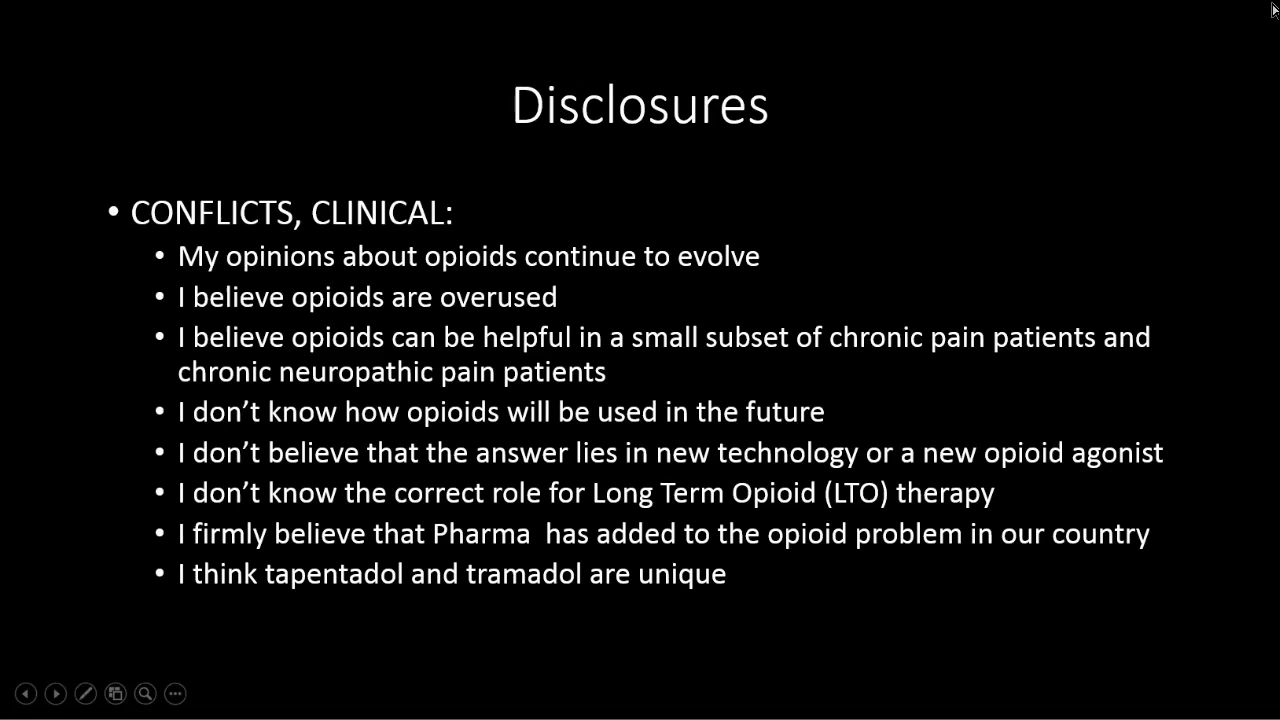 Disclosures
• CONFLICTS, CLINICAL:
• My opinions about opioids continue to evolve
• I believe opioids are overused
• I believe opioids can be helpful in a small subset of chronic pain patients and
chronic neuropathic pain patients
• I don’t know how opioids will be used in the future
• I don’t believe that the answer lies in new technology or a new opioid agonist
• I don’t know the correct role for Long Term Opioid (LTO) therapy
• I firmly believe that Pharma  has added to the opioid problem in our country
• I think tapentadol and tramadol are unique